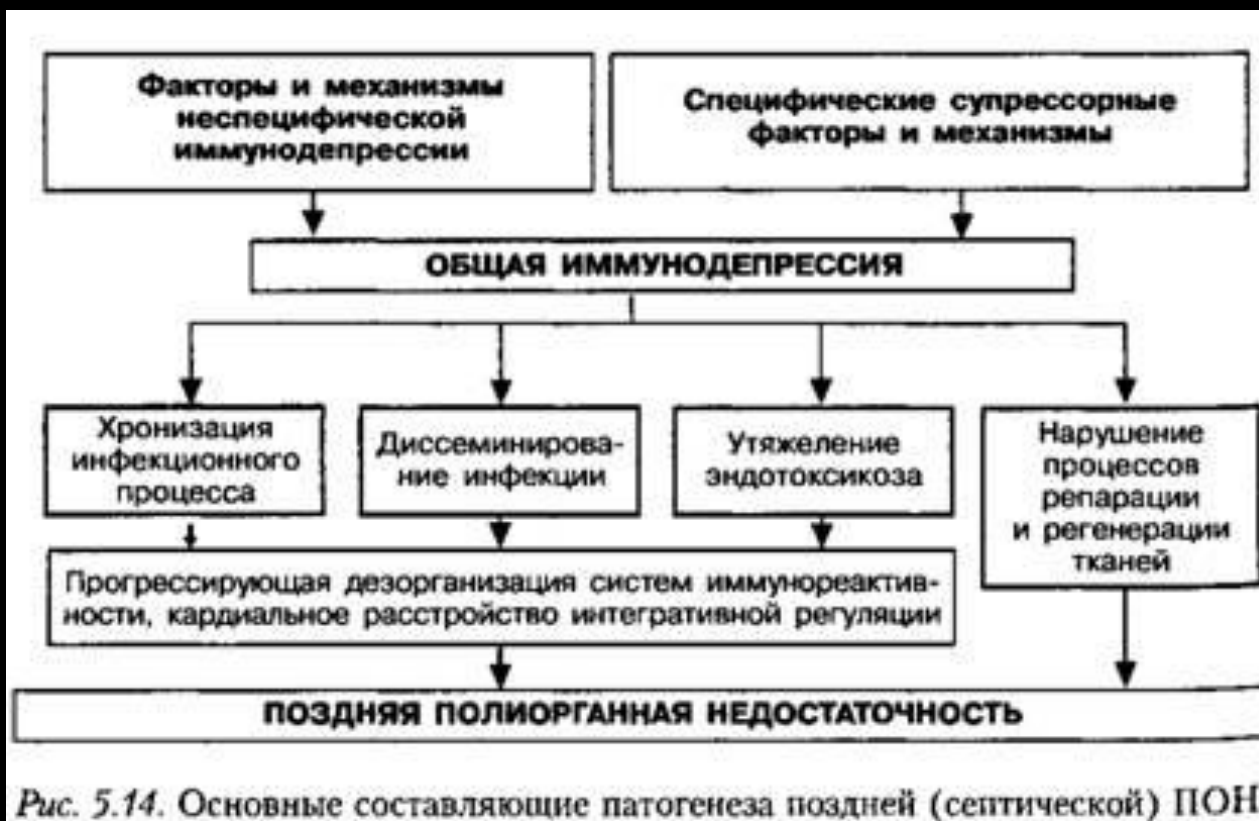 Факторы и механизмы
неспецифической
иммунодепрессии
Специфические супрессорные
факторы и механизмы
ОБЩАЯ ИММУНОДЕПРЕССИЯ
Хронизация
инфекционного
процесса
Диссеминирова-
ние инфекции
Утяжеление
эндотоксикоза
Нарушение
процессов
репарации
и регенерации
тканей
Прогрессирующая дезорганизация систем иммунореактив-
ности, кардиальное расстройство интегративной регуляции
ПОЗДНЯЯ ПОЛИОРГАННАЯ НЕДОСТАТОЧНОСТЬ
Рис. 5.14. Основные составляющие патогенеза поздней (септической) ПОН